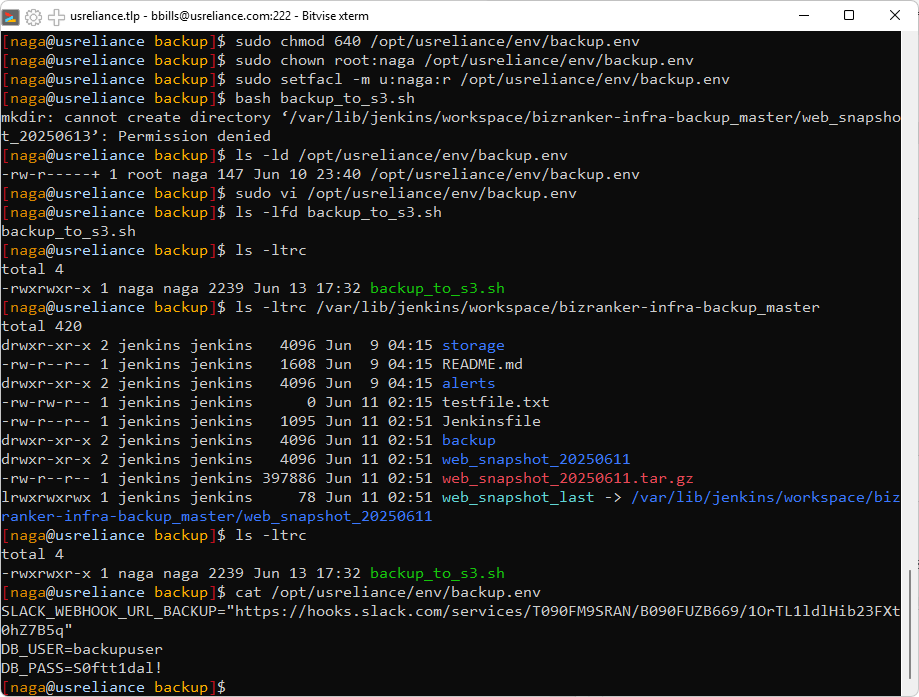 usreliance.tlp - bbills@usreliance.com:222 - Bitvise xterm
[naga@usreliance backup]$ sudo chmod 640 /opt/usreliance/env/backup.env
[naga@usreliance backup]$ sudo chown root:naga /opt/usreliance/env/backup.env
[naga@usreliance backup]$ sudo setfacl -m u:naga:r /opt/usreliance/env/backup.env
[naga@usreliance backup]$ bash backup_to_s3.sh
mkdir: cannot create directory ‘/var/lib/jenkins/workspace/bizranker-infra-backup_master/web_snapsho
t_20250613’: Permission denied
[naga@usreliance backup]$ ls -ld /opt/usreliance/env/backup.env
-rw-r-----+ 1 root naga 147 Jun 10 23:40 /opt/usreliance/env/backup.env
[naga@usreliance backup]$ sudo vi /opt/usreliance/env/backup.env
[naga@usreliance backup]$ ls -lfd backup_to_s3.sh
backup_to_s3.sh
[naga@usreliance backup]$ ls -ltrc
total 4
-rwxrwxr-x 1 naga naga 2239 Jun 13 17:32 backup_to_s3.sh
[naga@usreliance backup]$ ls -ltrc /var/lib/jenkins/workspace/bizranker-infra-backup_master
total 420
drwxr-xr-x 2 jenkins jenkins   4096 Jun  9 04:15 storage
-rw-r--r-- 1 jenkins jenkins   1608 Jun  9 04:15 README.md
drwxr-xr-x 2 jenkins jenkins   4096 Jun  9 04:15 alerts
-rw-rw-r-- 1 jenkins jenkins      0 Jun 11 02:15 testfile.txt
-rw-r--r-- 1 jenkins jenkins   1095 Jun 11 02:51 Jenkinsfile
drwxr-xr-x 2 jenkins jenkins   4096 Jun 11 02:51 backup
drwxr-xr-x 2 jenkins jenkins   4096 Jun 11 02:51 web_snapshot_20250611
-rw-r--r-- 1 jenkins jenkins 397886 Jun 11 02:51 web_snapshot_20250611.tar.gz
lrwxrwxrwx 1 jenkins jenkins     78 Jun 11 02:51 web_snapshot_last -> /var/lib/jenkins/workspace/biz
ranker-infra-backup_master/web_snapshot_20250611
[naga@usreliance backup]$ ls -ltrc
total 4
-rwxrwxr-x 1 naga naga 2239 Jun 13 17:32 backup_to_s3.sh
[naga@usreliance backup]$ cat /opt/usreliance/env/backup.env
SLACK_WEBHOOK_URL_BACKUP="https://hooks.slack.com/services/T090FM9SRAN/B090FUZB669/1OrTL1ldlHib23FXt
0hZ7B5q"
DB_USER=backupuser
DB_PASS=S0ftt1dal!
[naga@usreliance backup]$